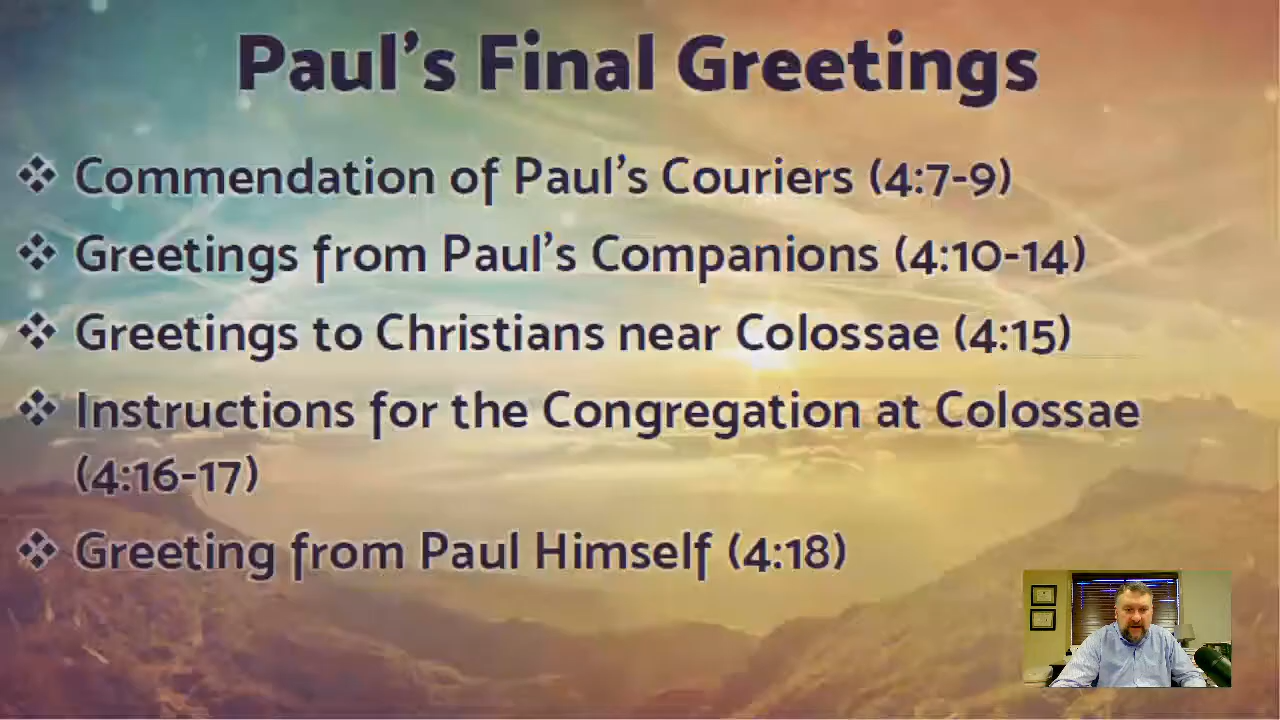 Paul's Final Greetings
❖ Commendation of Paul's Couriers (4:7-9)
❖ Greetings from Paul's Companions (4:10-14)
❖ Greetings to Christians near Colossae (4:15)
❖ Instructions for the Congregation at Colossae
(4:16-17)
❖ Greeting from Paul Himself (4:18)